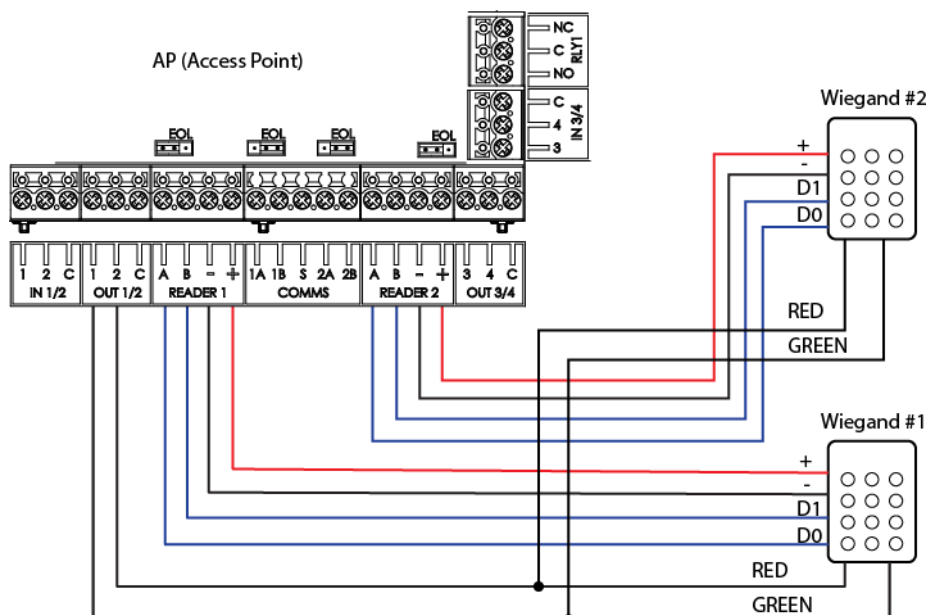 NC
C
NO
RLY1
AP (Access Point)
C
4
3
IN 3/4
Wiegand #2
EOL EOL EOL EOL
+
-
D1
D0
1 2 C 1 2 C A B - + 1A 1B S 2A 2B A B - + 3 4 C
IN 1/2 OUT 1/2 READER 1 COMMS READER 2 OUT 3/4
RED
GREEN
Wiegand #1
+
-
D1
D0
RED
GREEN